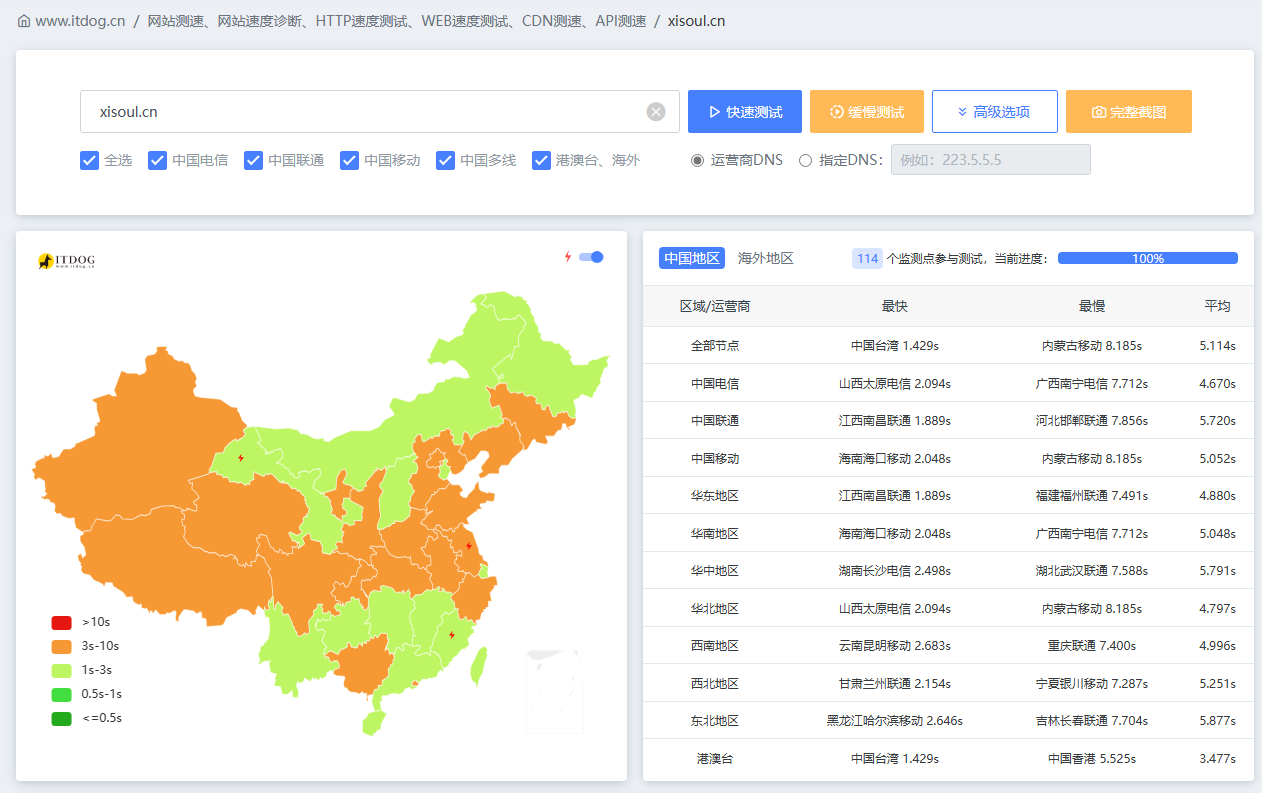 www.itdog.cn / 网站测速、网站速度诊断、HTTP速度测试、WEB速度测试、CDN测速、API测速 / xisoul.cn
xisoul.cn 快速测试 缓慢测试 高级选项 完整截图
全选 中国电信 中国联通 中国移动 中国多线 港澳台、海外 运营商DNS 指定DNS： 例如：223.5.5.5
ITDOG
www.itdog.cn
>10s
3s-10s
1s-3s
0.5s-1s
<=0.5s
中国地区 海外地区 114 个监测点参与测试，当前进度： 100%
区域/运营商 最快 最慢 平均
全部节点 中国台湾 1.429s 内蒙古移动 8.185s 5.114s
中国电信 山西太原电信 2.094s 广西南宁电信 7.712s 4.670s
中国联通 江西南昌联通 1.889s 河北邯郸联通 7.856s 5.720s
中国移动 海南海口移动 2.048s 内蒙古移动 8.185s 5.052s
华东地区 江西南昌联通 1.889s 福建福州联通 7.491s 4.880s
华南地区 海南海口移动 2.048s 广西南宁电信 7.712s 5.048s
华中地区 湖南长沙电信 2.498s 湖北武汉联通 7.588s 5.791s
华北地区 山西太原电信 2.094s 内蒙古移动 8.185s 4.797s
西南地区 云南昆明移动 2.683s 重庆联通 7.400s 4.996s
西北地区 甘肃兰州联通 2.154s 宁夏银川移动 7.287s 5.251s
东北地区 黑龙江哈尔滨移动 2.646s 吉林长春联通 7.704s 5.877s
港澳台 中国台湾 1.429s 中国香港 5.525s 3.477s